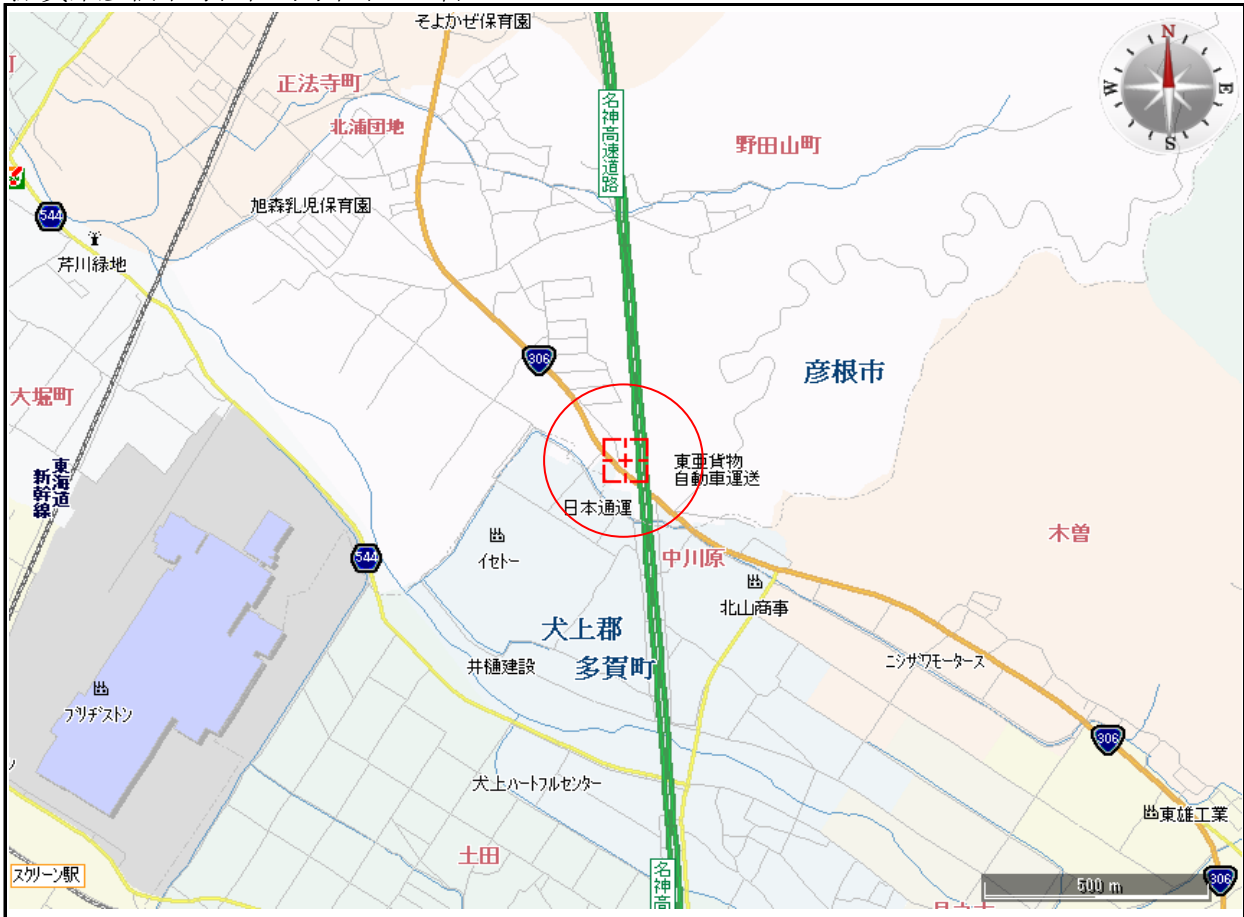 そよかぜ保育園
正法寺町
北浦団地
名神高速道路
野田山町
N
W
E
S
旭森乳児保育園
544
芹川緑地
306
彦根市
大堀町
東海道
新幹線
東亜貨物
自動車運送
日本通運
イセトー
544
中川原
木曽
北山商事
犬上郡
多賀町
井樋建設
ニシザワモータース
ブリヂストン
306
犬上ハートフルセンター
東雄工業
土田
スクリーン駅
名神高
500 m
306